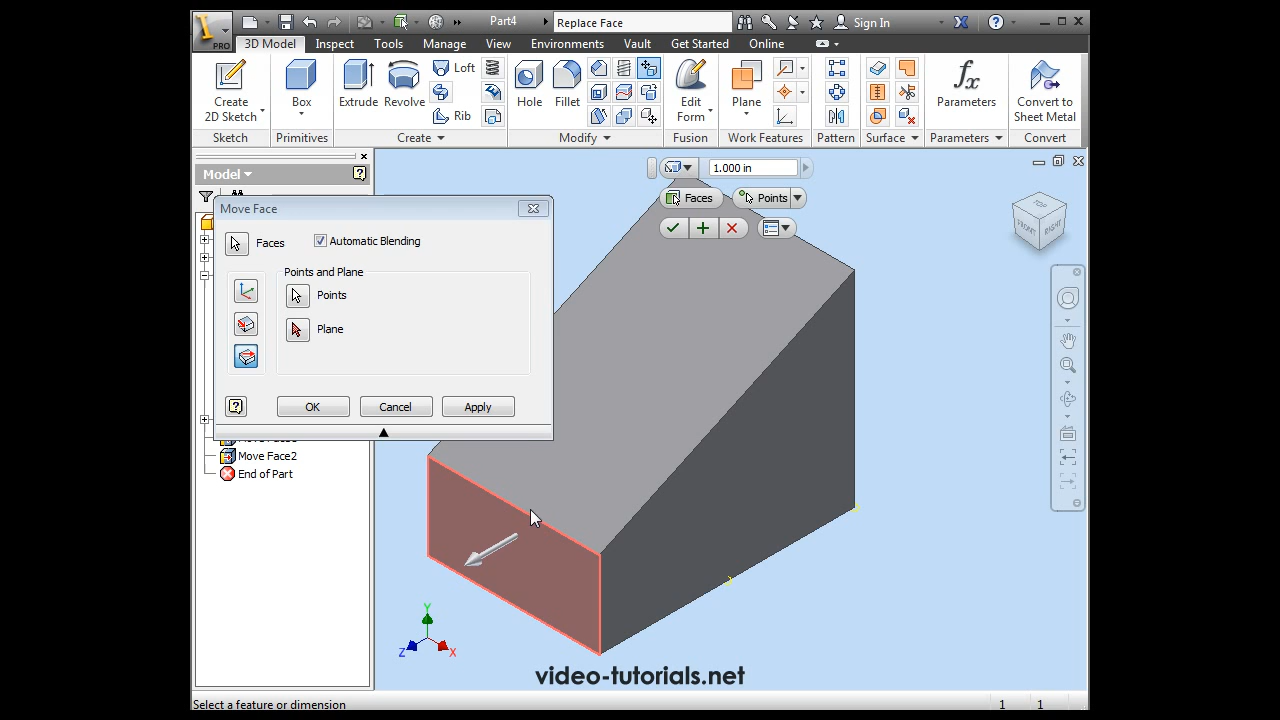 Part4
Replace Face
Sign In
PRO
3D Model
Inspect
Tools
Manage
View
Environments
Vault
Get Started
Online
Create
2D Sketch
Box
Extrude
Revolve
Loft
Rib
Hole
Fillet
Edit
Form
Plane
Parameters
Convert to
Sheet Metal
Sketch
Primitives
Create
Modify
Fusion
Work Features
Pattern
Surface
Parameters
Convert
Model
1.000 in
Faces
Points
FRONT
RIGHT
Move Face
Faces
Automatic Blending
Points and Plane
Points
Plane
OK
Cancel
Apply
Move Face2
End of Part
Y
Z
X
video-tutorials.net
Select a feature or dimension
1
1